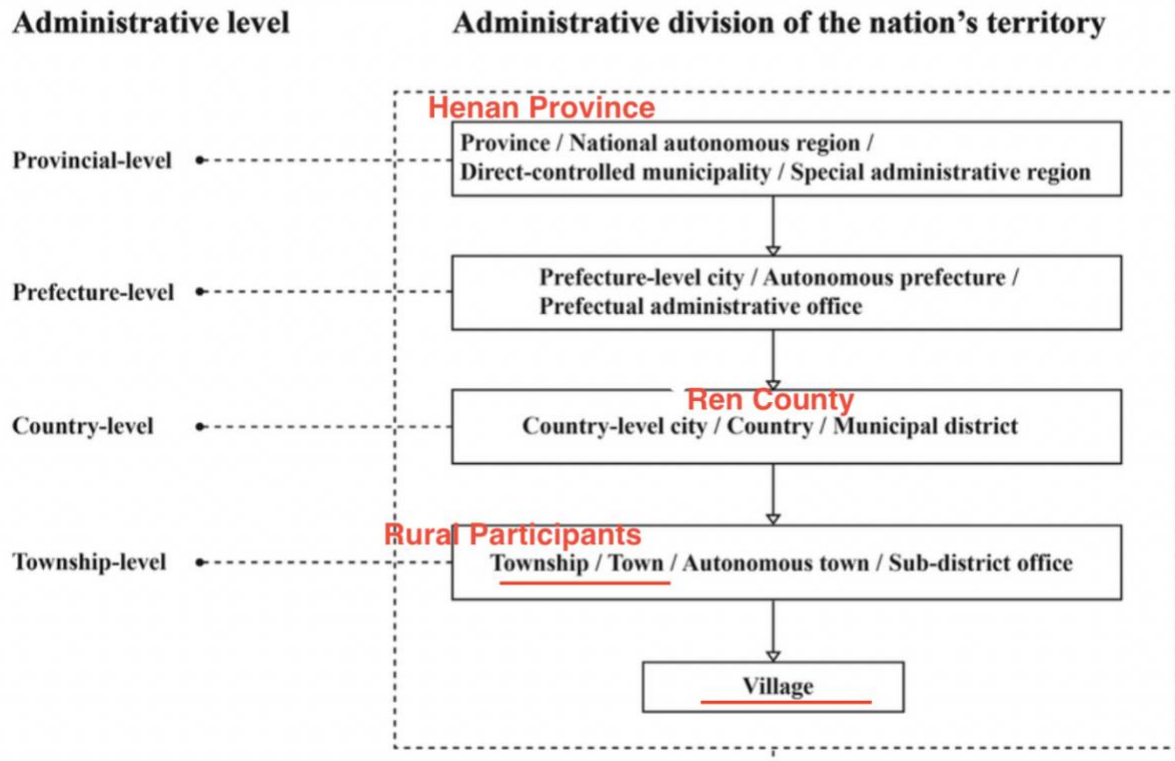 Administrative level
Administrative division of the nation's territory
Henan Province
Provincial-level
Province / National autonomous region /
Direct-controlled municipality / Special administrative region
Prefecture-level
Prefecture-level city / Autonomous prefecture /
Prefectual administrative office
Ren County
Country-level
Country-level city / Country / Municipal district
Rural Participants
Township-level
Township / Town / Autonomous town / Sub-district office
Village